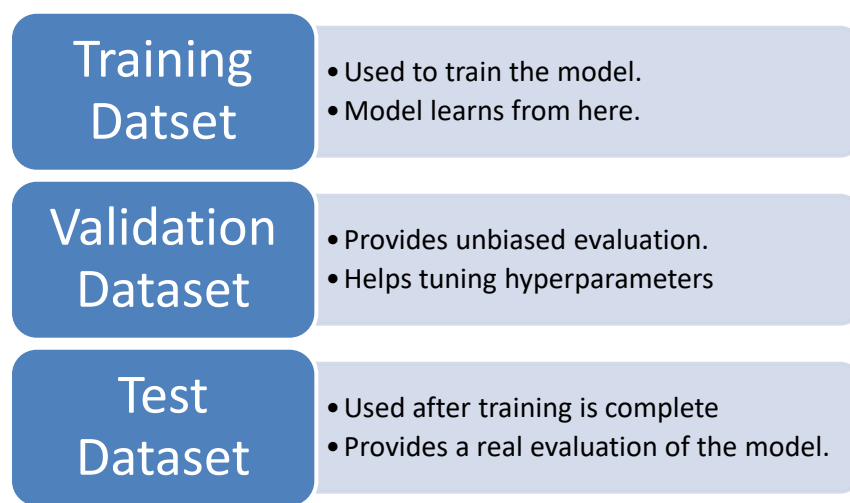 Training
Datset
• Used to train the model.
• Model learns from here.
Validation
Dataset
• Provides unbiased evaluation.
• Helps tuning hyperparameters
Test
Dataset
• Used after training is complete
• Provides a real evaluation of the model.